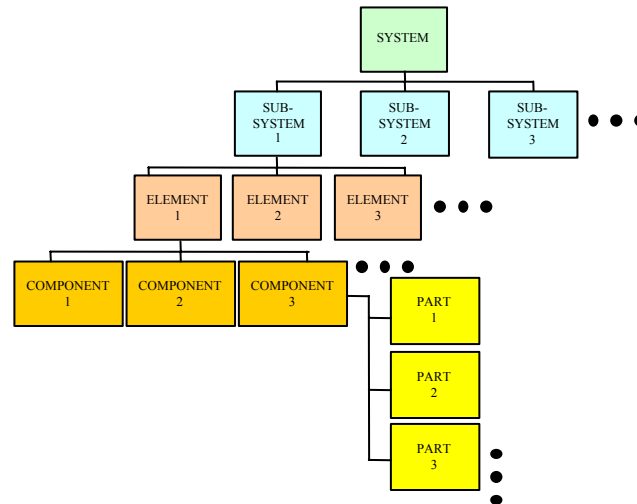 SYSTEM
SUB-
SYSTEM
1
SUB-
SYSTEM
2
SUB-
SYSTEM
3
ELEMENT
1
ELEMENT
2
ELEMENT
3
COMPONENT
1
COMPONENT
2
COMPONENT
3
PART
1
PART
2
PART
3